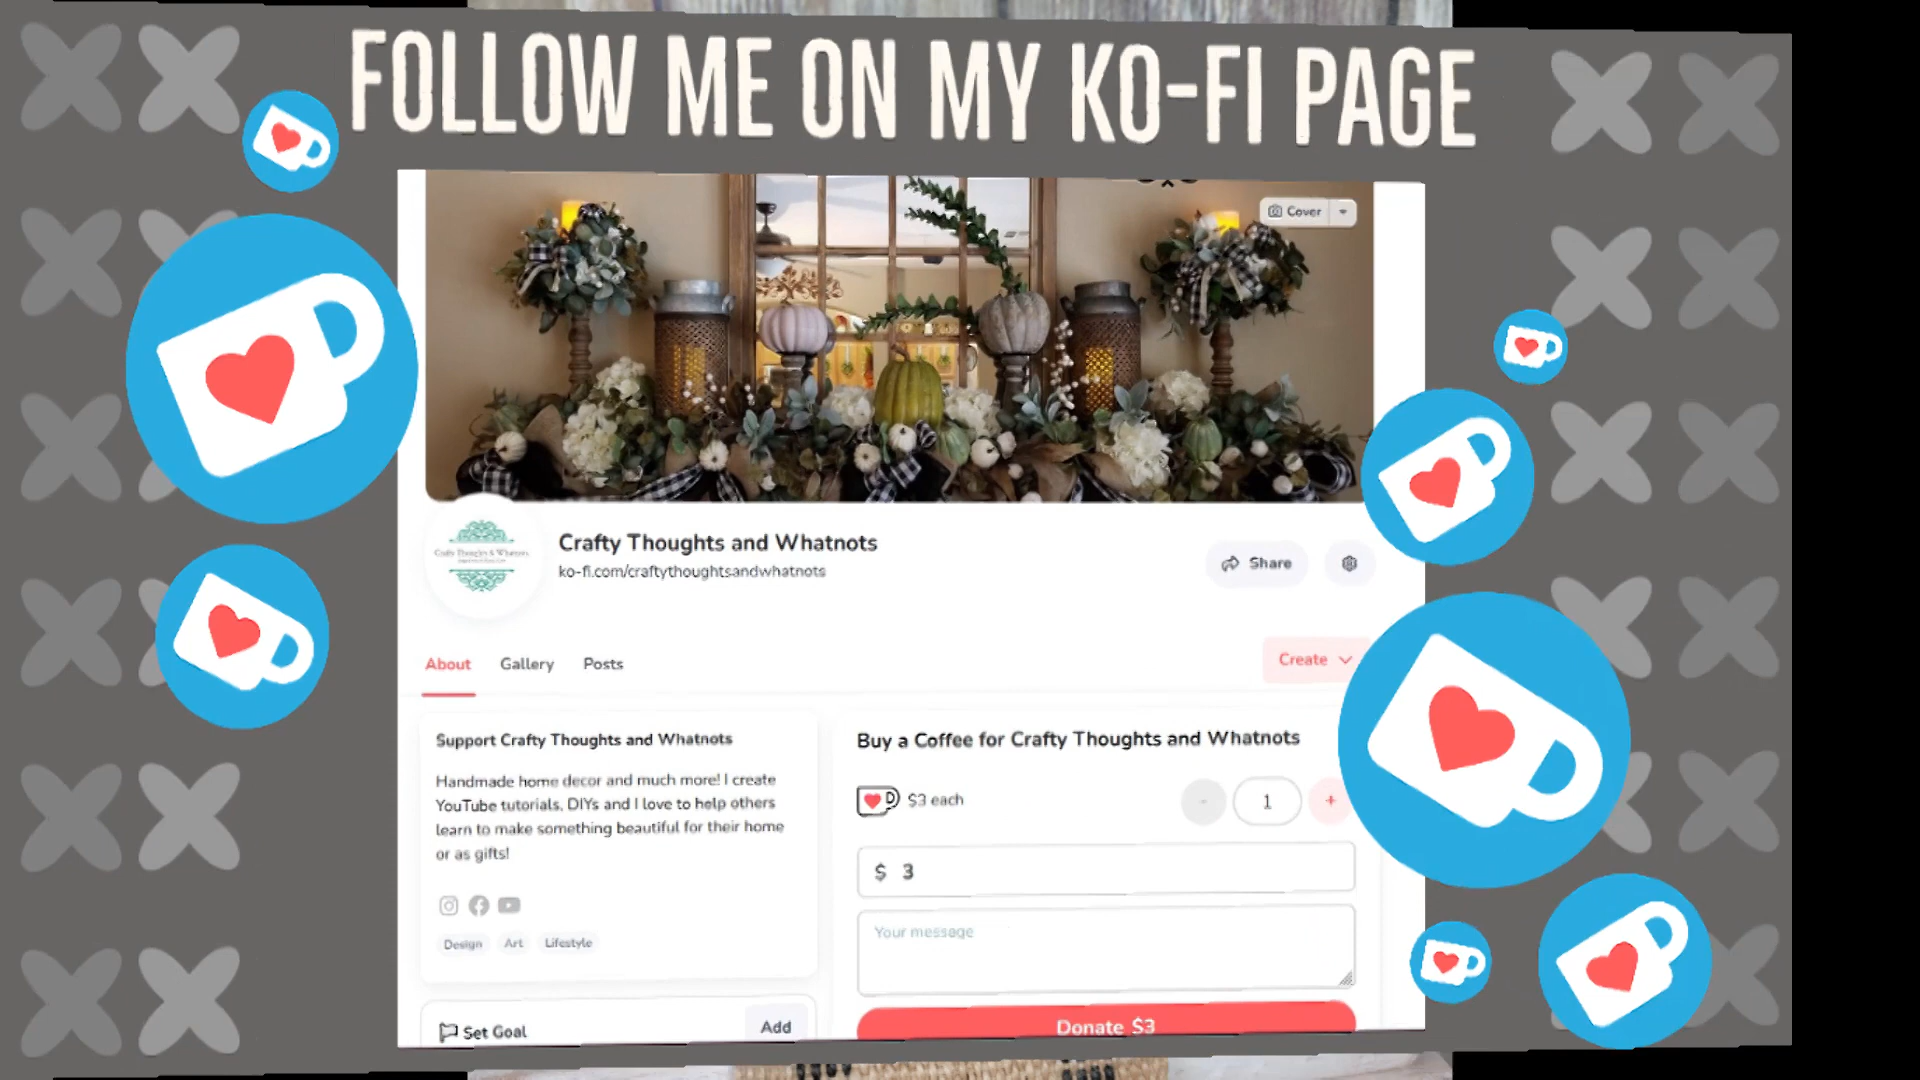 FOLLOW ME ON MY KO-FI PAGE
Cover
Crafty Thoughts and Whatnots
ko-fi.com/craftythoughtsandwhatnots
Share
About Gallery Posts
Create
Support Crafty Thoughts and Whatnots
Handmade home decor and much more! I create
YouTube tutorials, DIYs and I love to help others
learn to make something beautiful for their home
or as gifts!
Design Art Lifestyle
Set Goal Add
Buy a Coffee for Crafty Thoughts and Whatnots
$3 each - 1 +
$ 3
Your message
Donate $3